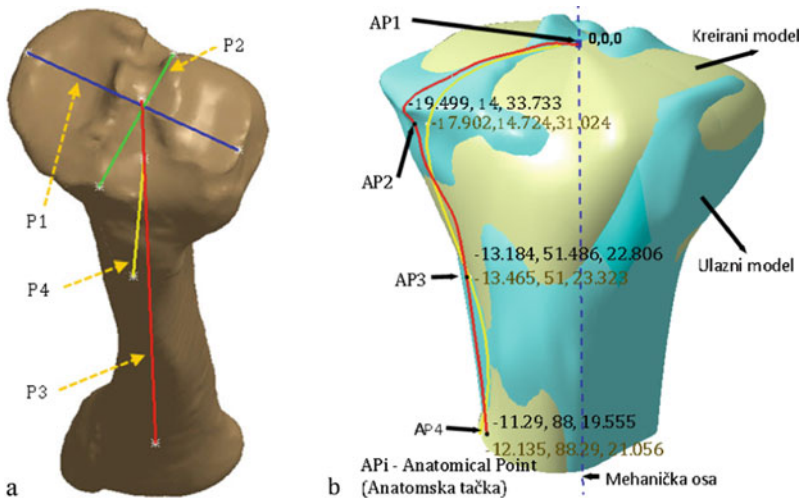 P2
P1
P4
P3
a
AP1
0,0,0
Kreirani model
-19.499, 14, 33.733
-17.902,14.724,31.024
AP2
-13.184, 51.486, 22.806
Ulazni model
AP3
-13.465, 51, 23.323
-11.29, 88, 19.555
AP4
-12.135, 88.29, 21.056
APi - Anatomical Point
(Anatomska tačka)
Mehanička osa
b